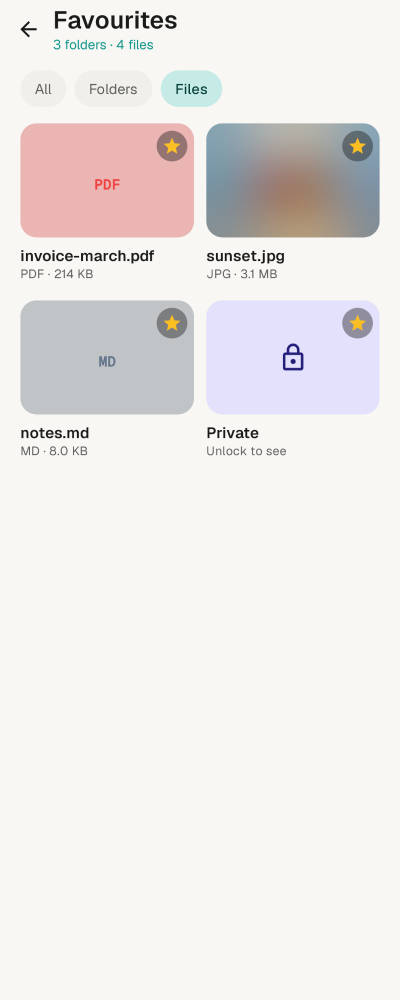 Favourites
3 folders · 4 files
All
Folders
Files
PDF
invoice-march.pdf
PDF · 214 KB
sunset.jpg
JPG · 3.1 MB
MD
notes.md
MD · 8.0 KB
Private
Unlock to see